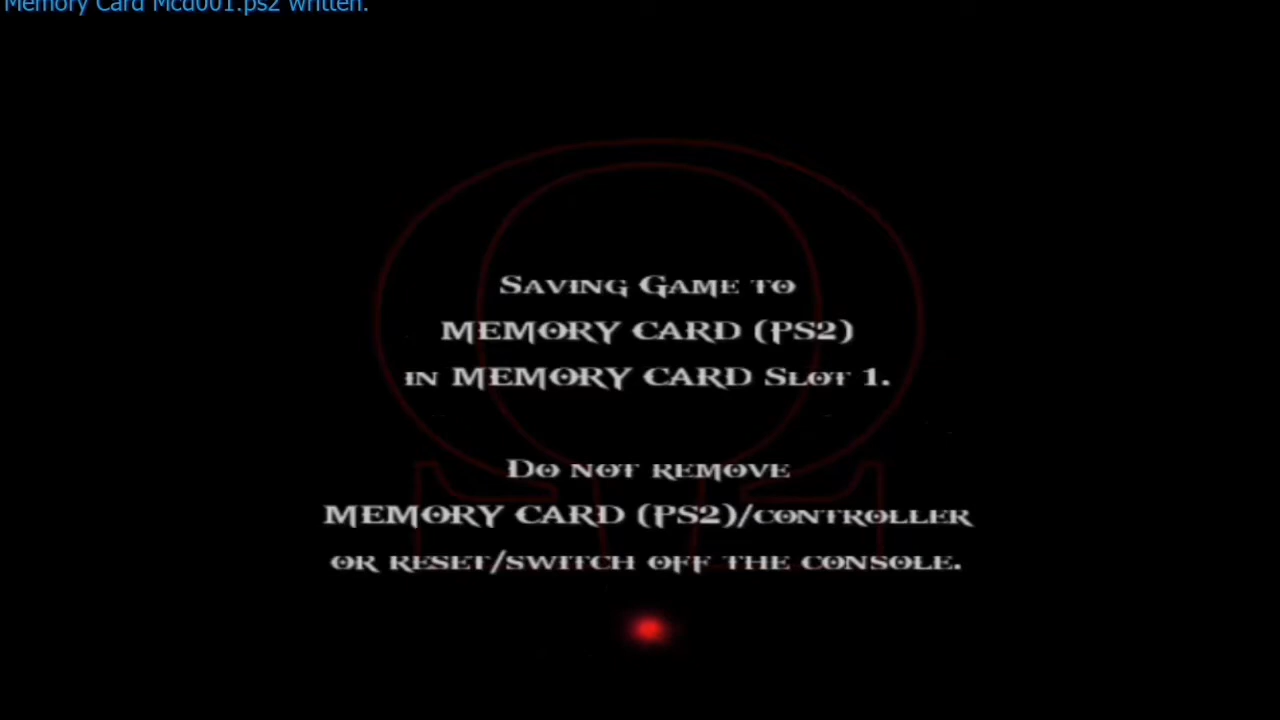 Memory Card Mcd001.ps2 written.
Saving Game to
MEMORY CARD (PS2)
in MEMORY CARD Slot 1.
Do not remove
MEMORY CARD (PS2)/controller
or reset/switch off the console.